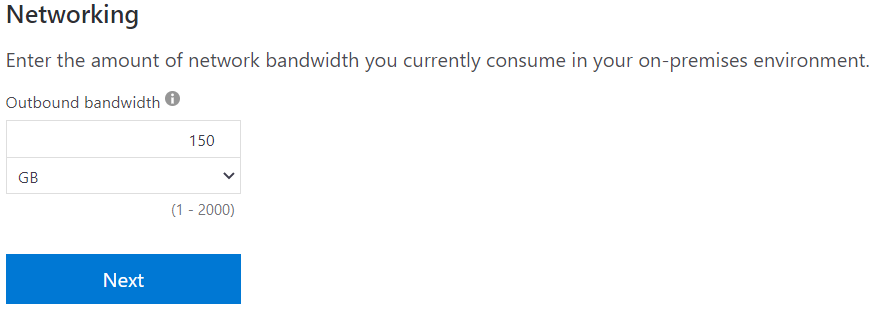 Networking
Enter the amount of network bandwidth you currently consume in your on-premises environment.
Outbound bandwidth
150
GB
(1 - 2000)
Next